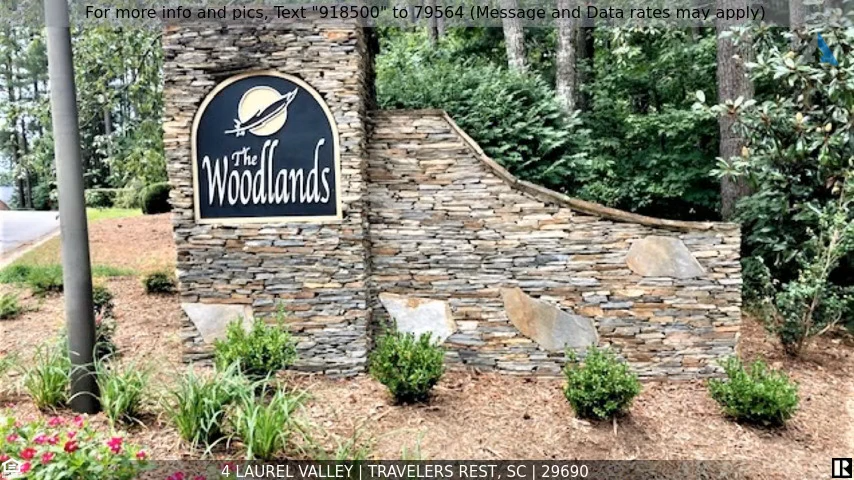 For more info and pics, Text "918500" to 79564 (Message and Data rates may apply)
The
Woodlands
4 LAUREL VALLEY | TRAVELERS REST, SC | 29690
R